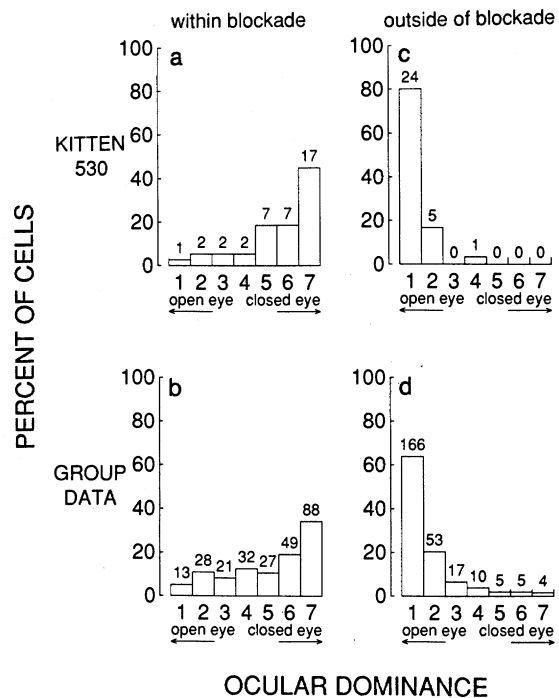 within blockade
outside of blockade
a
100
80
60
40
20
0
1 2 2 2 7 7 17
1 2 3 4 5 6 7
open eye closed eye
c
100
80
60
40
20
0
24 5 0 1 0 0 0
1 2 3 4 5 6 7
open eye closed eye
KITTEN
530
PERCENT OF CELLS
b
100
80
60
40
20
0
13 28 21 32 27 49 88
1 2 3 4 5 6 7
open eye closed eye
d
100
80
60
40
20
0
166 53 17 10 5 5 4
1 2 3 4 5 6 7
open eye closed eye
GROUP
DATA
OCULAR DOMINANCE